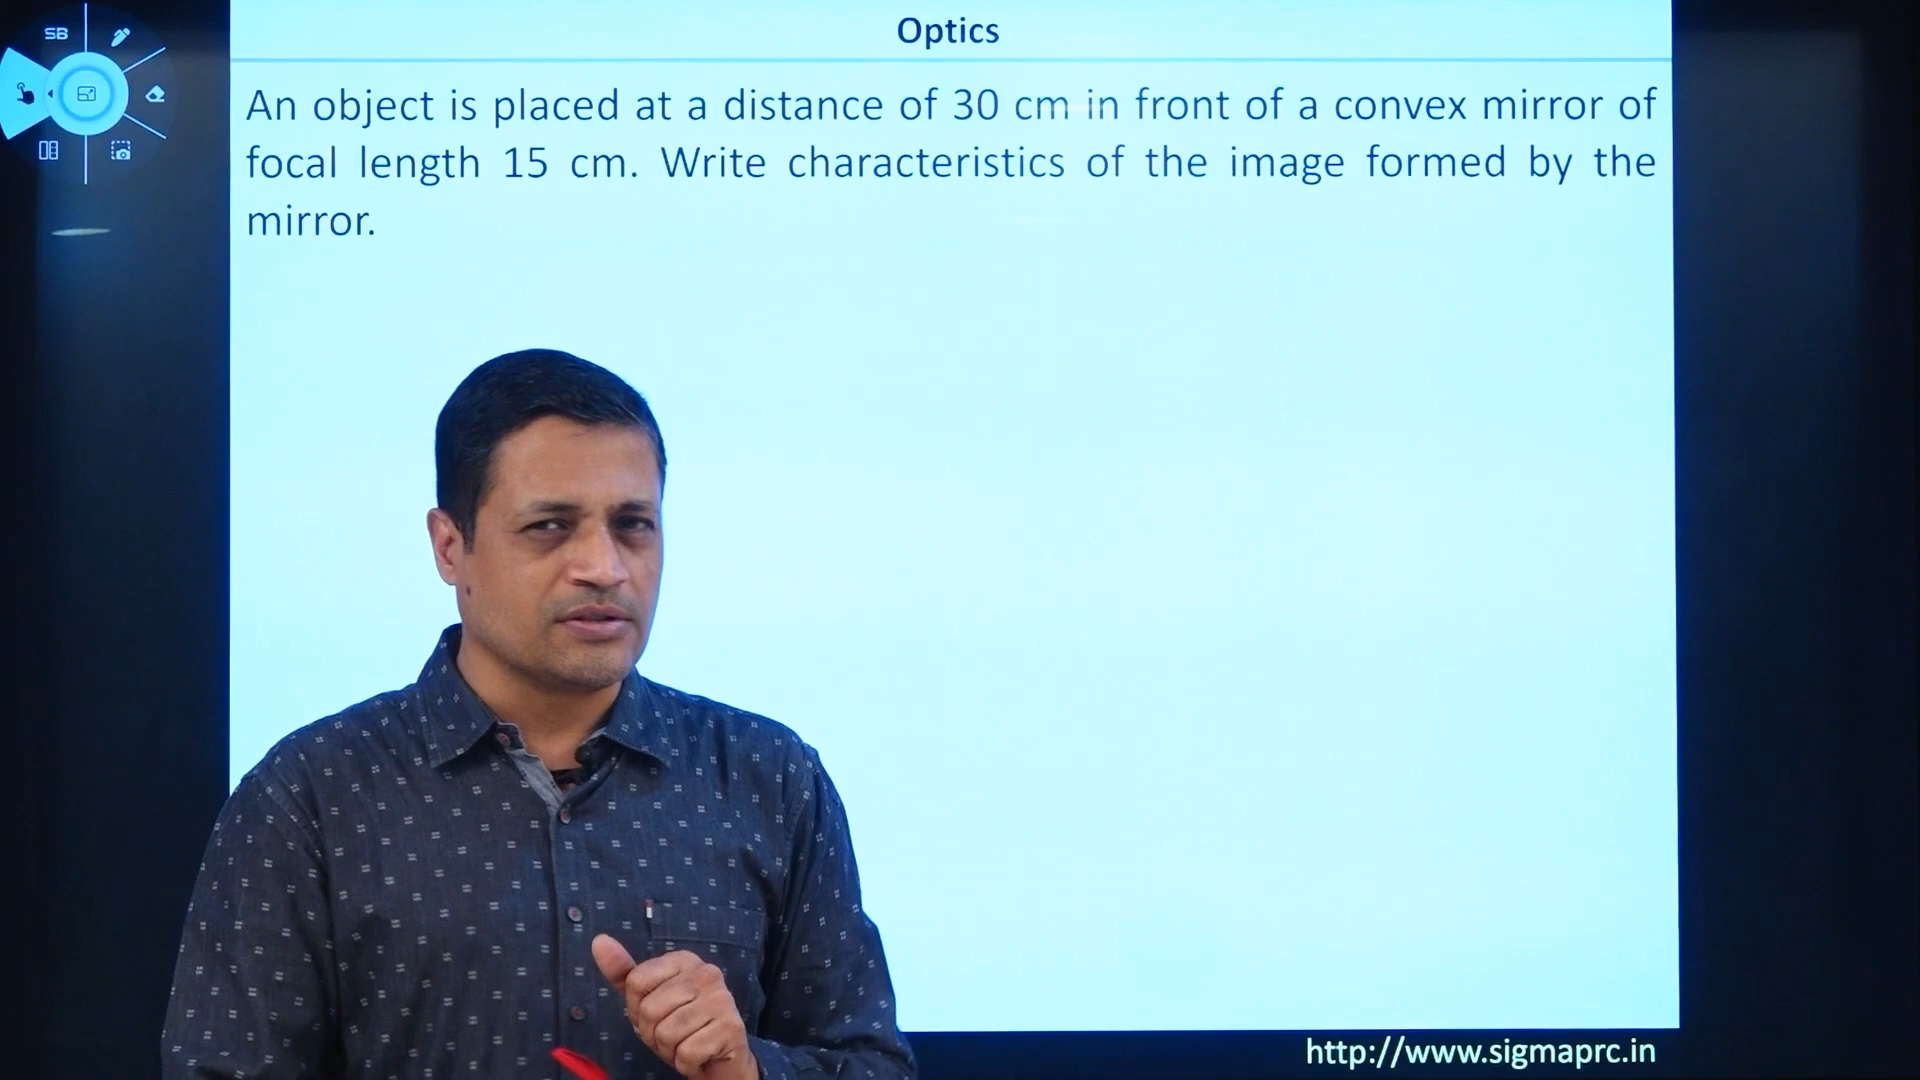 SB
Optics
An object is placed at a distance of 30 cm in front of a convex mirror of
focal length 15 cm. Write characteristics of the image formed by the
mirror.
http://www.sigmaprc.in